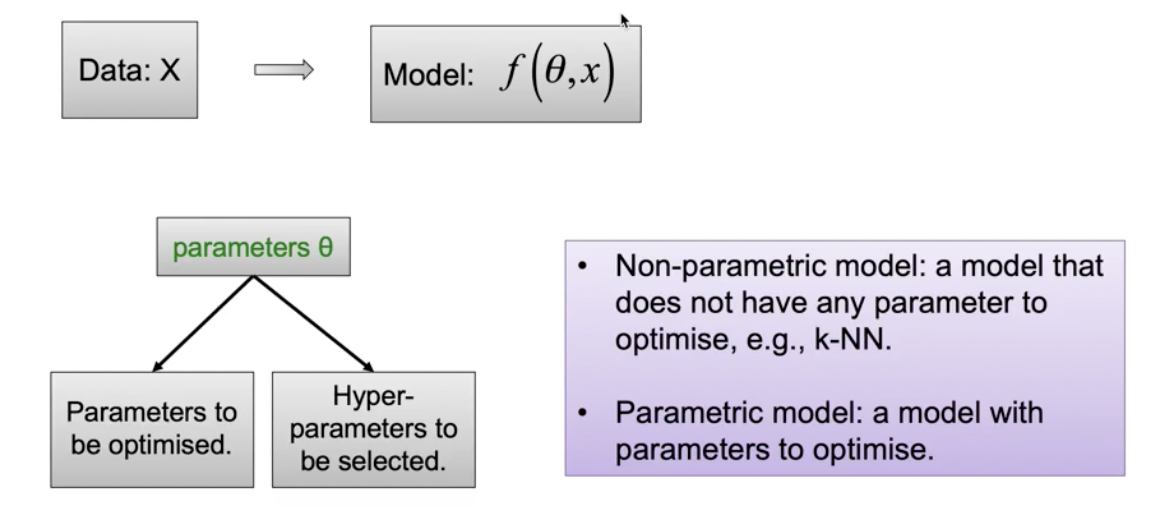 Data: X
Model: f(θ,x)
parameters θ
Parameters to
be optimised.
Hyper-
parameters to
be selected.
• Non-parametric model: a model that
does not have any parameter to
optimise, e.g., k-NN.
• Parametric model: a model with
parameters to optimise.